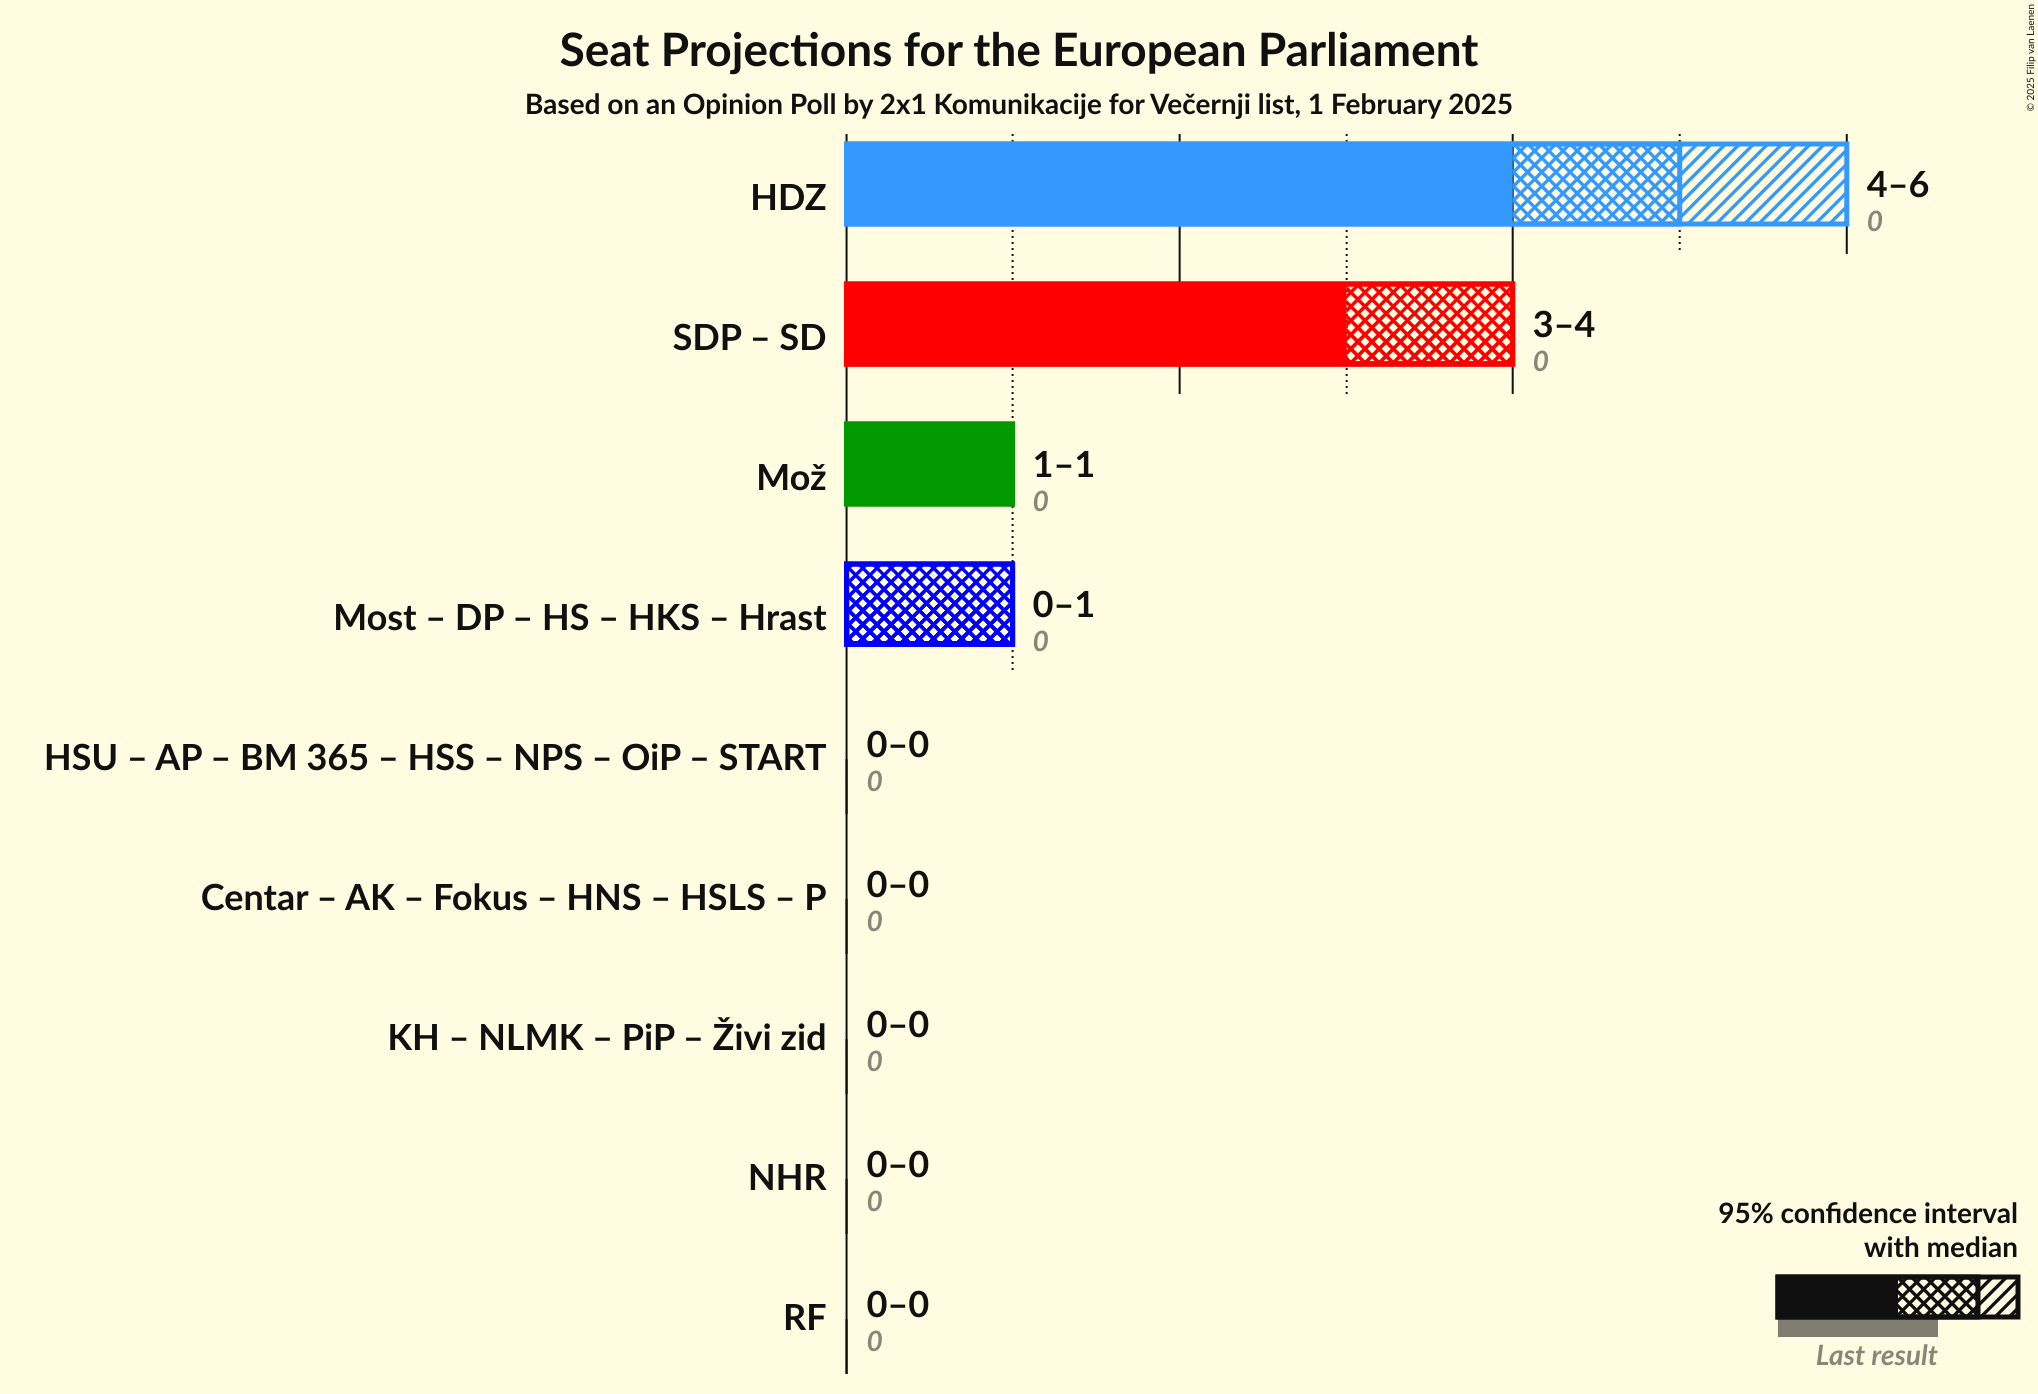 Seat Projections for the European Parliament
Based on an Opinion Poll by 2x1 Komunikacije for Večernji list, 1 February 2025
© 2025 Filip van Laenen
HDZ
4–6
0
SDP – SD
3–4
0
Mož
1–1
0
Most – DP – HS – HKS – Hrast
0–1
0
HSU – AP – BM 365 – HSS – NPS – OiP – START
0–0
0
Centar – AK – Fokus – HNS – HSLS – P
0–0
0
KH – NLMK – PiP – Živi zid
0–0
0
NHR
0–0
0
RF
0–0
0
95% confidence interval
with median
Last result